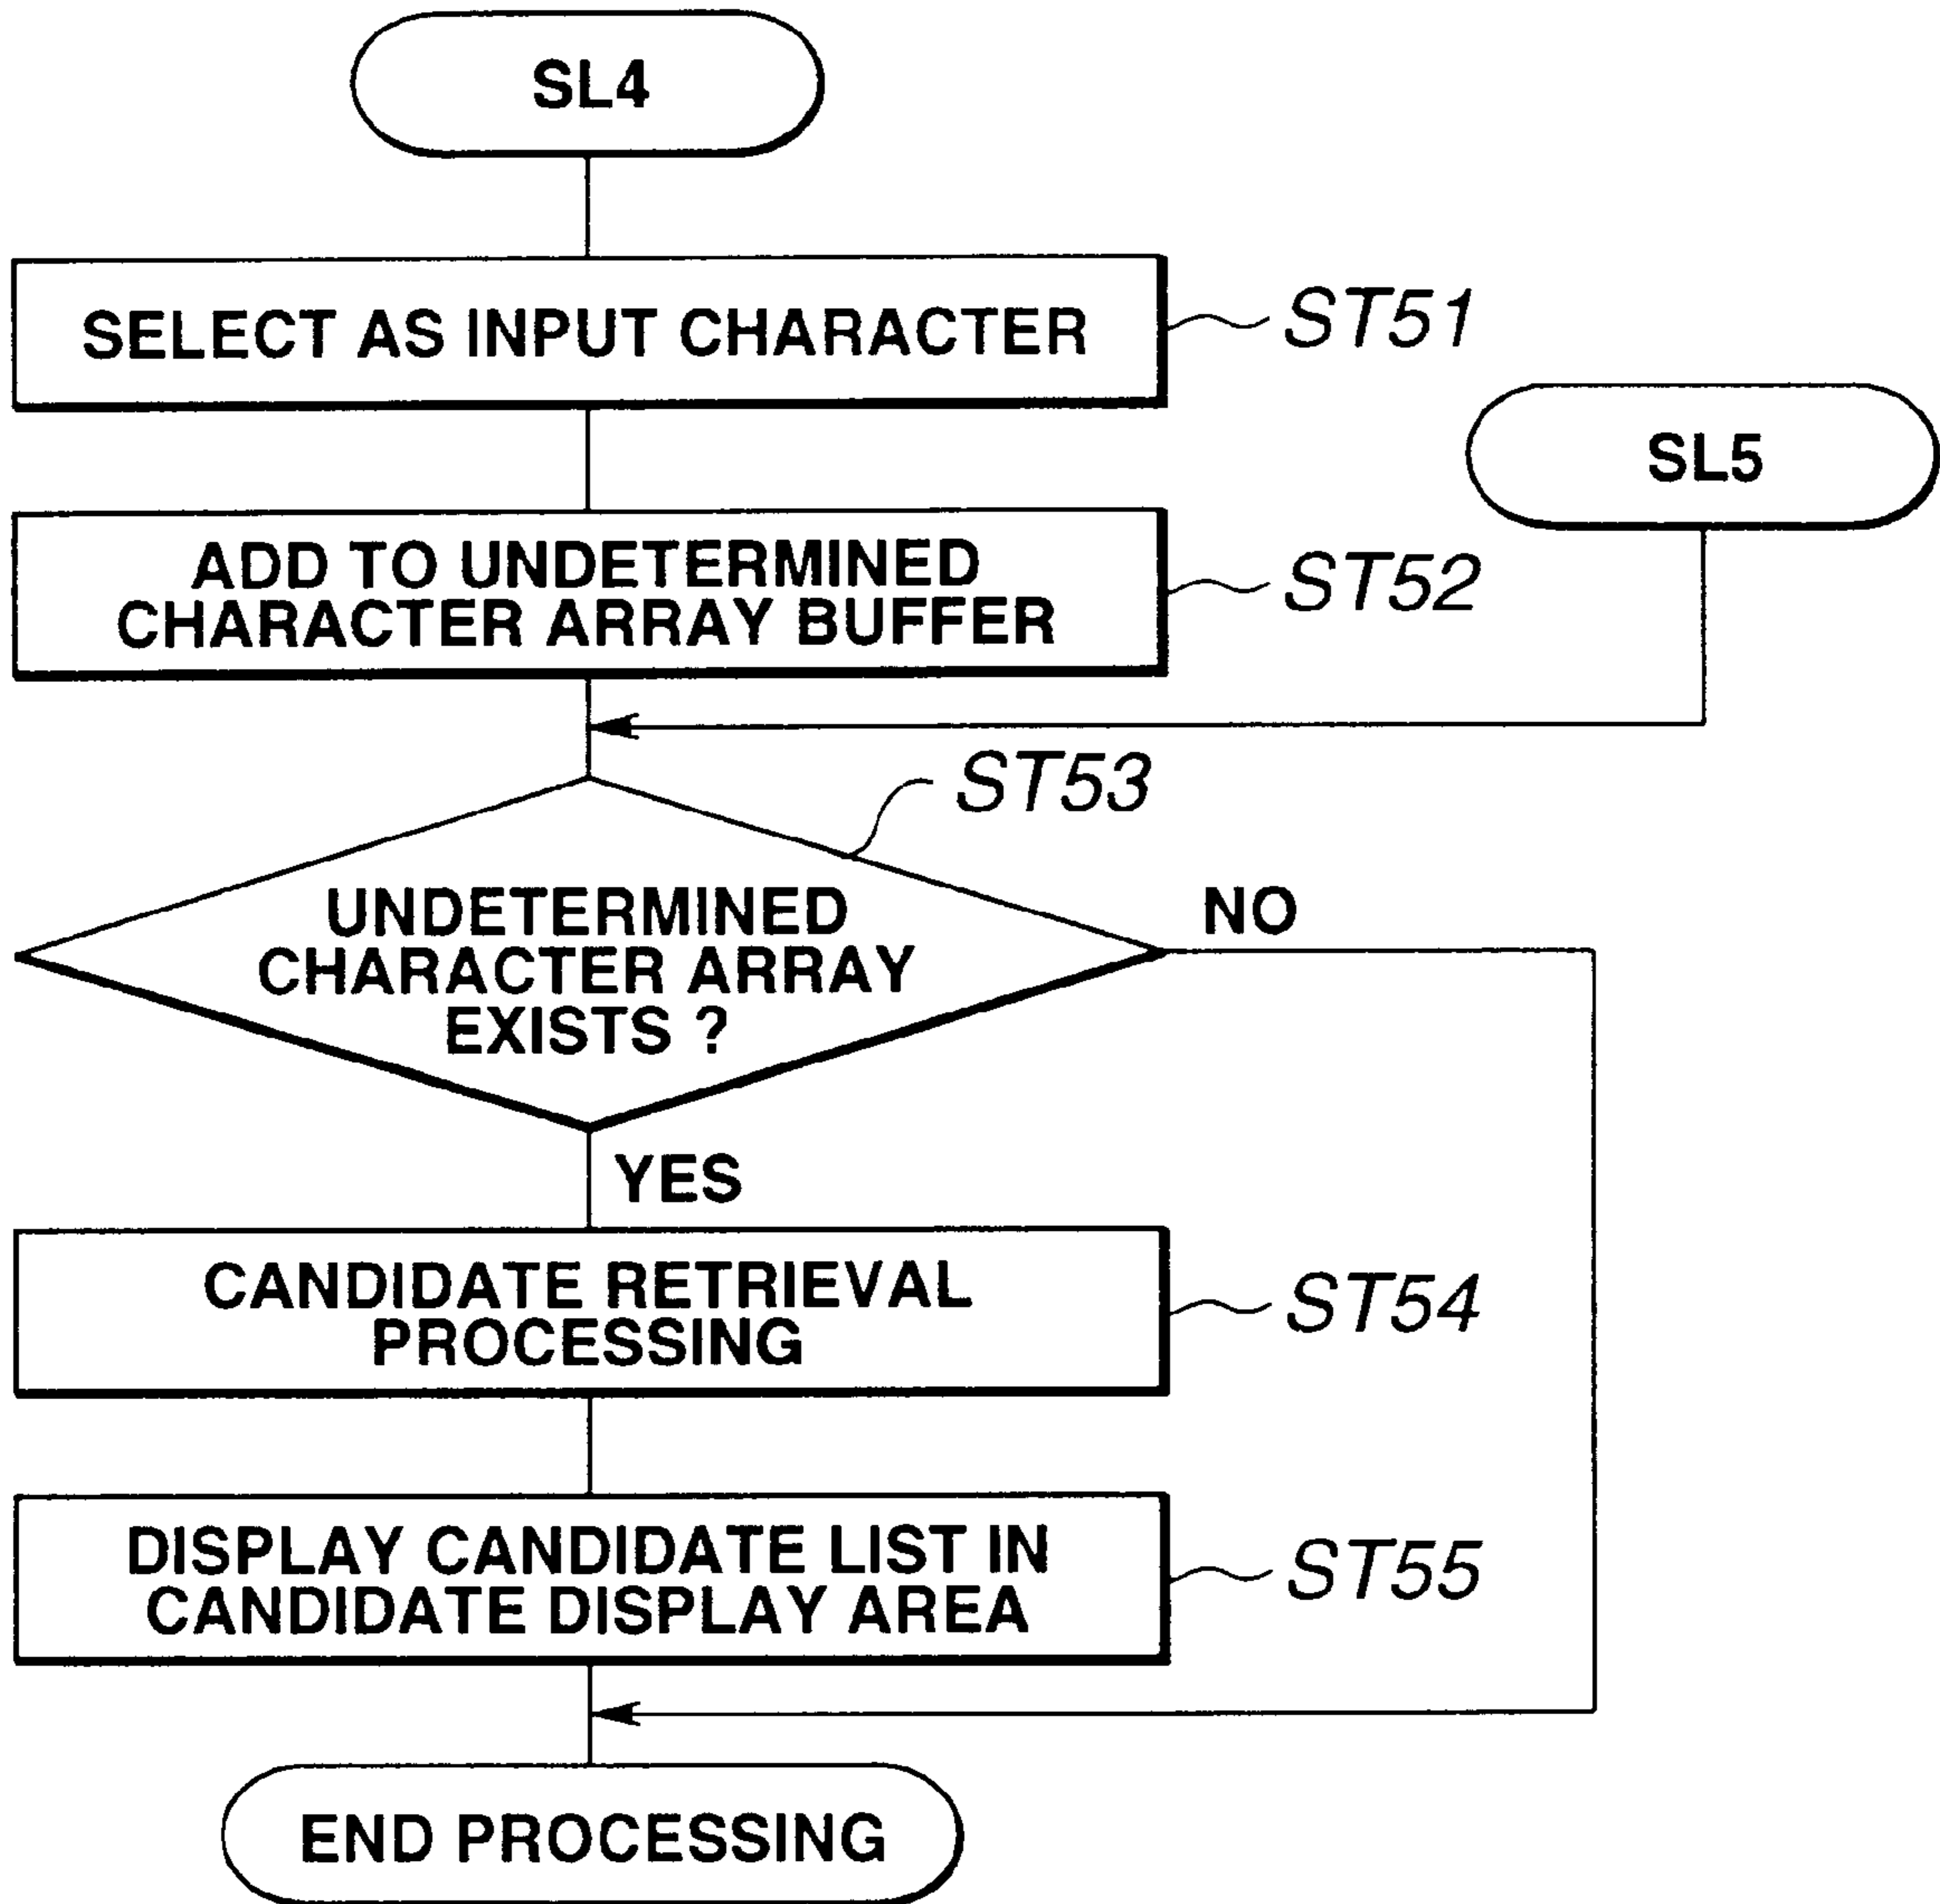 SL4
SELECT AS INPUT CHARACTER
ST51
SL5
ADD TO UNDETERMINED
CHARACTER ARRAY BUFFER
ST52
ST53
UNDETERMINED
CHARACTER ARRAY
EXISTS ?
NO
YES
CANDIDATE RETRIEVAL
PROCESSING
ST54
DISPLAY CANDIDATE LIST IN
CANDIDATE DISPLAY AREA
ST55
END PROCESSING